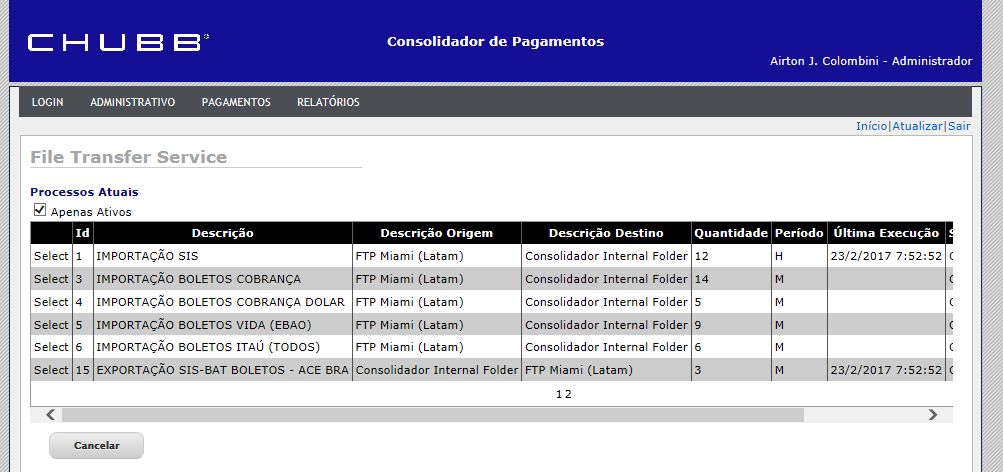 CHUBB
Consolidador de Pagamentos
Airton J. Colombini - Administrador
LOGIN ADMINISTRATIVO PAGAMENTOS RELATÓRIOS
Início|Atualizar|Sair
File Transfer Service
Processos Atuais
Apenas Ativos
Id Descrição Descrição Origem Descrição Destino Quantidade Período Última Execução
Select 1 IMPORTAÇÃO SIS FTP Miami (Latam) Consolidador Internal Folder 12 H 23/2/2017 7:52:52
Select 3 IMPORTAÇÃO BOLETOS COBRANÇA FTP Miami (Latam) Consolidador Internal Folder 14 M
Select 4 IMPORTAÇÃO BOLETOS COBRANÇA DOLAR FTP Miami (Latam) Consolidador Internal Folder 5 M
Select 5 IMPORTAÇÃO BOLETOS VIDA (EBAO) FTP Miami (Latam) Consolidador Internal Folder 9 M
Select 6 IMPORTAÇÃO BOLETOS ITAÚ (TODOS) FTP Miami (Latam) Consolidador Internal Folder 6 M
Select 15 EXPORTAÇÃO SIS-BAT BOLETOS - ACE BRA Consolidador Internal Folder FTP Miami (Latam) 3 M 23/2/2017 7:52:52
1 2
Cancelar